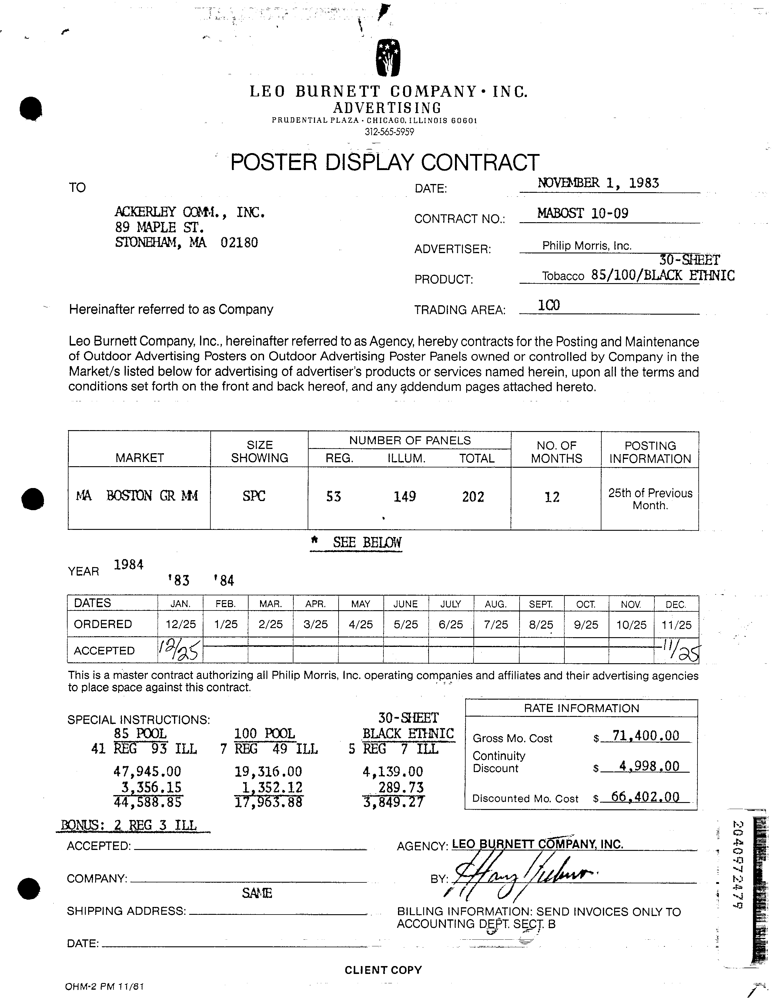 LEO BURNETT COMPANY • INC.
ADVERTISING
PRUDENTIAL PLAZA • CHICAGO, ILLINOIS 60601
312-565-5959
POSTER DISPLAY CONTRACT
TO
DATE: NOVEMBER 1, 1983
ACKERLEY COMM., INC.
89 MAPLE ST.
STONEHAM, MA 02180
CONTRACT NO.: MABOST 10-09
ADVERTISER: Philip Morris, Inc.
30-SHEET
PRODUCT: Tobacco 85/100/BLACK ETHNIC
Hereinafter referred to as Company
TRADING AREA: 1CO
Leo Burnett Company, Inc., hereinafter referred to as Agency, hereby contracts for the Posting and Maintenance
of Outdoor Advertising Posters on Outdoor Advertising Poster Panels owned or controlled by Company in the
Market/s listed below for advertising of advertiser's products or services named herein, upon all the terms and
conditions set forth on the front and back hereof, and any addendum pages attached hereto.
MARKET SIZE SHOWING NUMBER OF PANELS REG. ILLUM. TOTAL NO. OF MONTHS POSTING INFORMATION
MA BOSTON GR MM SPC 53 149 202 12 25th of Previous Month.
* SEE BELOW
YEAR 1984
'83 '84
DATES JAN. FEB. MAR. APR. MAY JUNE JULY AUG. SEPT. OCT. NOV. DEC.
ORDERED 12/25 1/25 2/25 3/25 4/25 5/25 6/25 7/25 8/25 9/25 10/25 11/25
ACCEPTED 12/25 11/25
This is a master contract authorizing all Philip Morris, Inc. operating companies and affiliates and their advertising agencies
to place space against this contract.
RATE INFORMATION
SPECIAL INSTRUCTIONS: 30-SHEET
85 POOL 100 POOL BLACK ETHNIC
41 REG 93 ILL 7 REG 49 ILL 5 REG 7 ILL
Gross Mo. Cost $ 71,400.00
47,945.00 19,316.00 4,139.00
3,356.15 1,352.12 289.73
44,588.85 17,963.88 3,849.27
Continuity
Discount $ 4,998.00
Discounted Mo. Cost $ 66,402.00
BONUS: 2 REG 3 ILL
ACCEPTED:
AGENCY: LEO BURNETT COMPANY, INC.
COMPANY:
BY:
SAME
SHIPPING ADDRESS:
BILLING INFORMATION: SEND INVOICES ONLY TO
ACCOUNTING DEPT. SECT. B
DATE:
CLIENT COPY
OHM-2 PM 11/81
2040972479